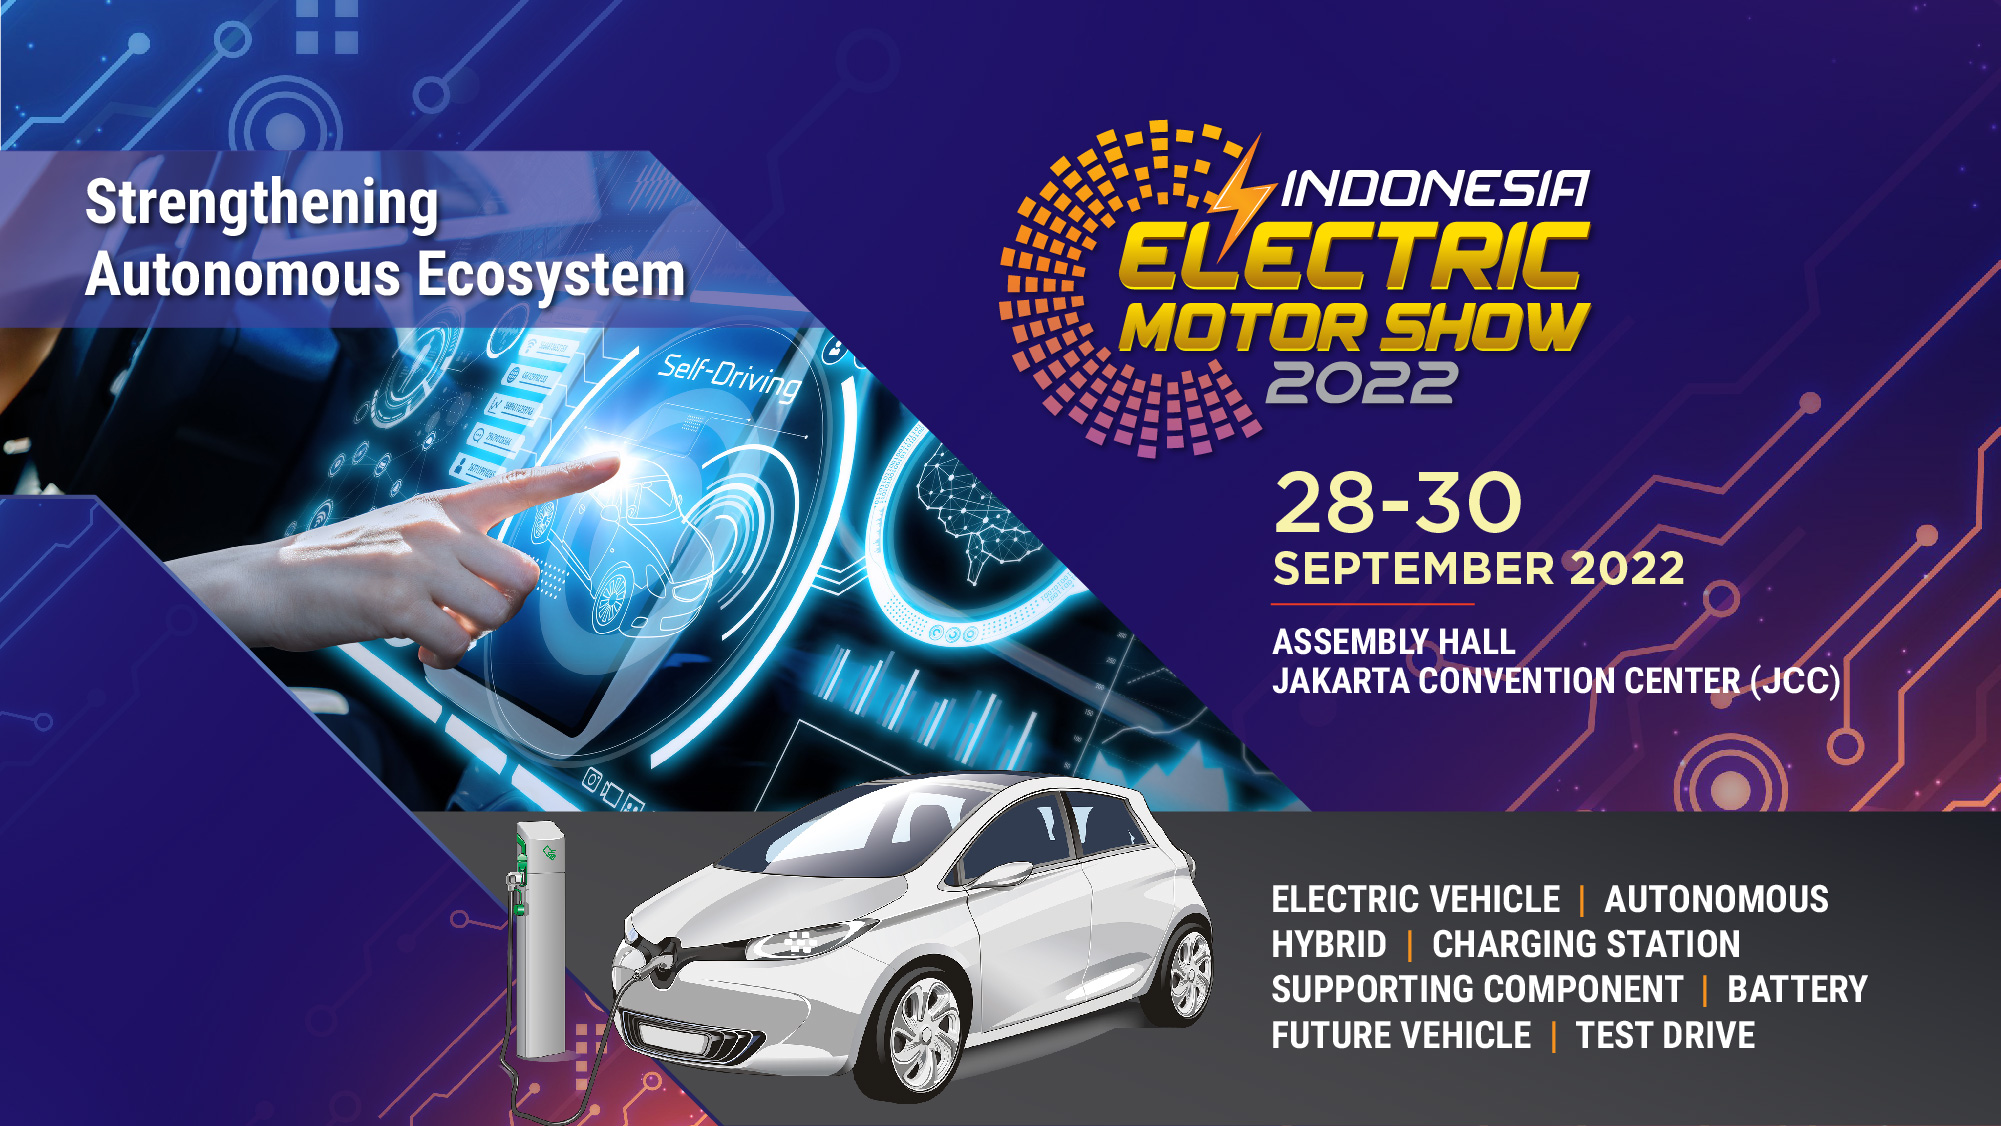 Strengthening
Autonomous Ecosystem
Self-Driving
INDONESIA
ELECTRIC
MOTOR SHOW
2022
28-30
SEPTEMBER 2022
ASSEMBLY HALL
JAKARTA CONVENTION CENTER (JCC)
ELECTRIC VEHICLE | AUTONOMOUS
HYBRID | CHARGING STATION
SUPPORTING COMPONENT | BATTERY
FUTURE VEHICLE | TEST DRIVE